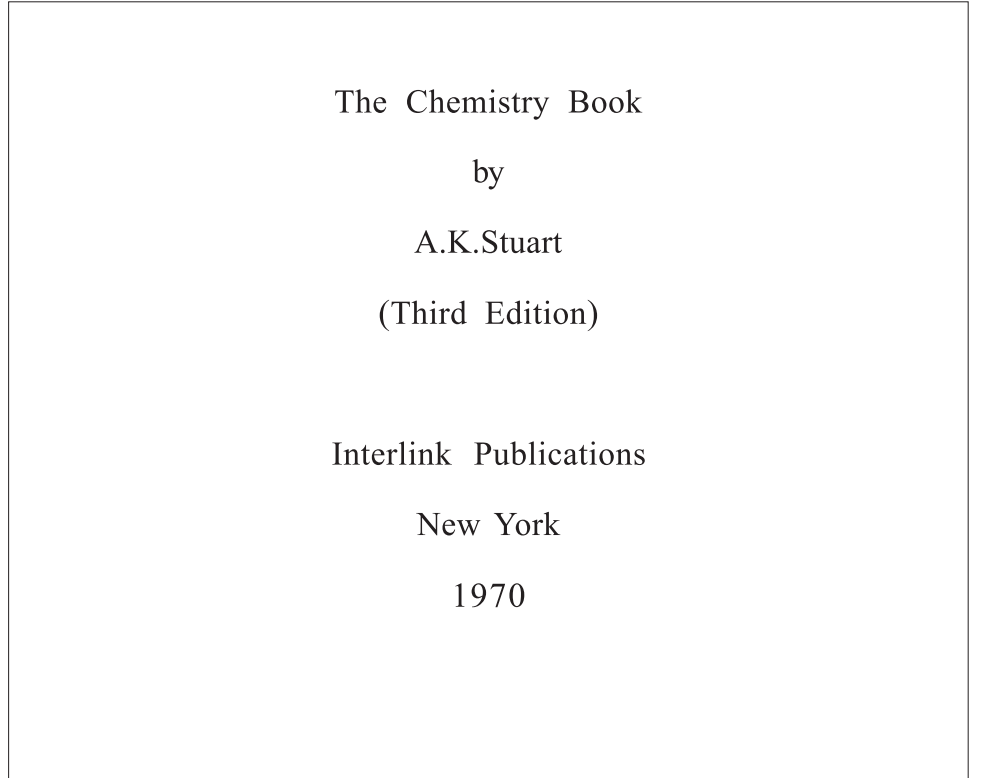 The Chemistry Book
by
A.K.Stuart
(Third Edition)
Interlink Publications
New York
1970